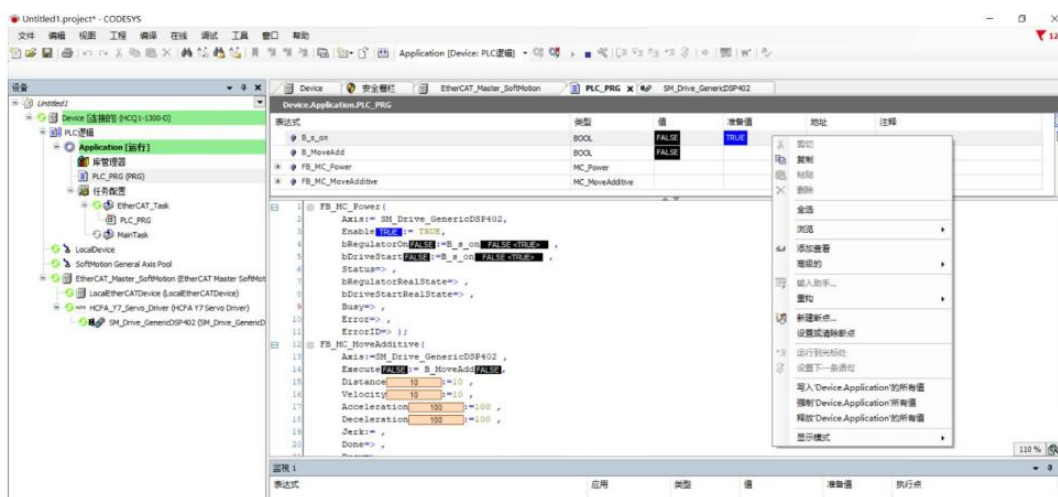 Untitled1.project* - CODESYS
文件 编辑 视图 工程 编译 在线 调试 工具 窗口 帮助
12
Application [Device: PLC逻辑]
设备
Device 安全栅栏 EtherCAT_Master_SoftMotion PLC_PRG SM_Drive_GenericDSP402
Untitled1
Device [连接的] (HCQ1-1300-D)
PLC逻辑
Application [运行]
库管理器
PLC_PRG (PRG)
任务配置
EtherCAT_Task
PLC_PRG
MainTask
LocalDevice
SoftMotion General Axis Pool
EtherCAT_Master_SoftMotion (EtherCAT Master SoftMot
LocalEtherCATDevice (LocalEtherCATDevice)
HCFA_Y7_Servo_Driver (HCFA Y7 Servo Driver)
SM_Drive_GenericDSP402 (SM_Drive_GenericD
Device.Application.PLC_PRG
表达式 类型 值 准备值 地址 注释
B_s_on BOOL FALSE TRUE
B_MoveAdd BOOL FALSE
FB_MC_Power MC_Power
FB_MC_MoveAdditive MC_MoveAdditive
1 FB_MC_Power(
2 Axis:= SM_Drive_GenericDSP402,
3 Enable TRUE := TRUE,
4 bRegulatorOn FALSE :=B_s_on FALSE <TRUE> ,
5 bDriveStart FALSE :=B_s_on FALSE <TRUE> ,
6 Status=> ,
7 bRegulatorRealState=> ,
8 bDriveStartRealState=> ,
9 Busy=> ,
10 Error=> ,
11 ErrorID=> );
12 FB_MC_MoveAdditive(
13 Axis:=SM_Drive_GenericDSP402 ,
14 Execute FALSE := B_MoveAdd FALSE,
15 Distance 10 :=10 ,
16 Velocity 10 :=10 ,
17 Acceleration 100 :=100 ,
18 Deceleration 100 :=100 ,
19 Jerk:= ,
20 Done=> ,
剪切
复制
粘贴
删除
全选
浏览
添加监看
高级的
输入助手...
重构
新建断点...
设置或清除断点
运行到光标处
设置下一条语句
写入'Device.Application'的所有值
强制'Device.Application'所有值
释放'Device.Application'的所有值
显示模式
110 %
监视 1
表达式 应用 类型 值 准备值 执行点